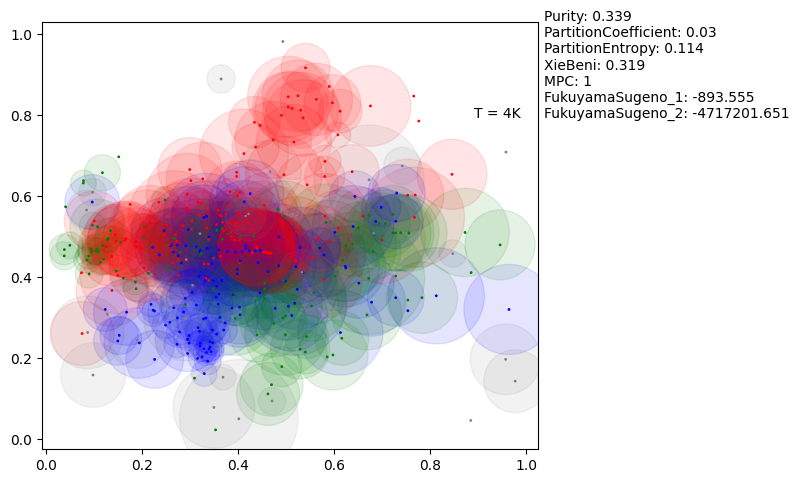 Purity: 0.339
PartitionCoefficient: 0.03
PartitionEntropy: 0.114
XieBeni: 0.319
MPC: 1
FukuyamaSugeno_1: -893.555
FukuyamaSugeno_2: -4717201.651
T = 4K
1.0
0.8
0.6
0.4
0.2
0.0
0.0 0.2 0.4 0.6 0.8 1.0